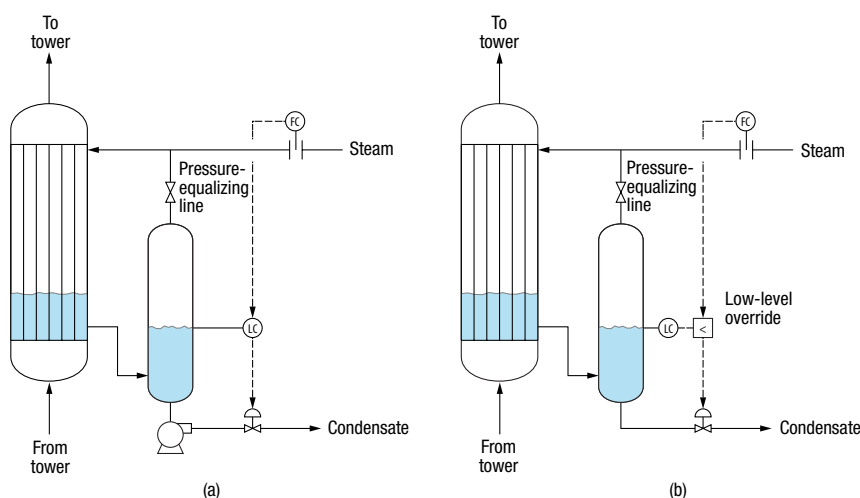 To
tower
FC
Steam
Pressure-
equalizing
line
LC
Condensate
From
tower
(a)
To
tower
FC
Steam
Pressure-
equalizing
line
Low-level
override
LC
<
Condensate
From
tower
(b)